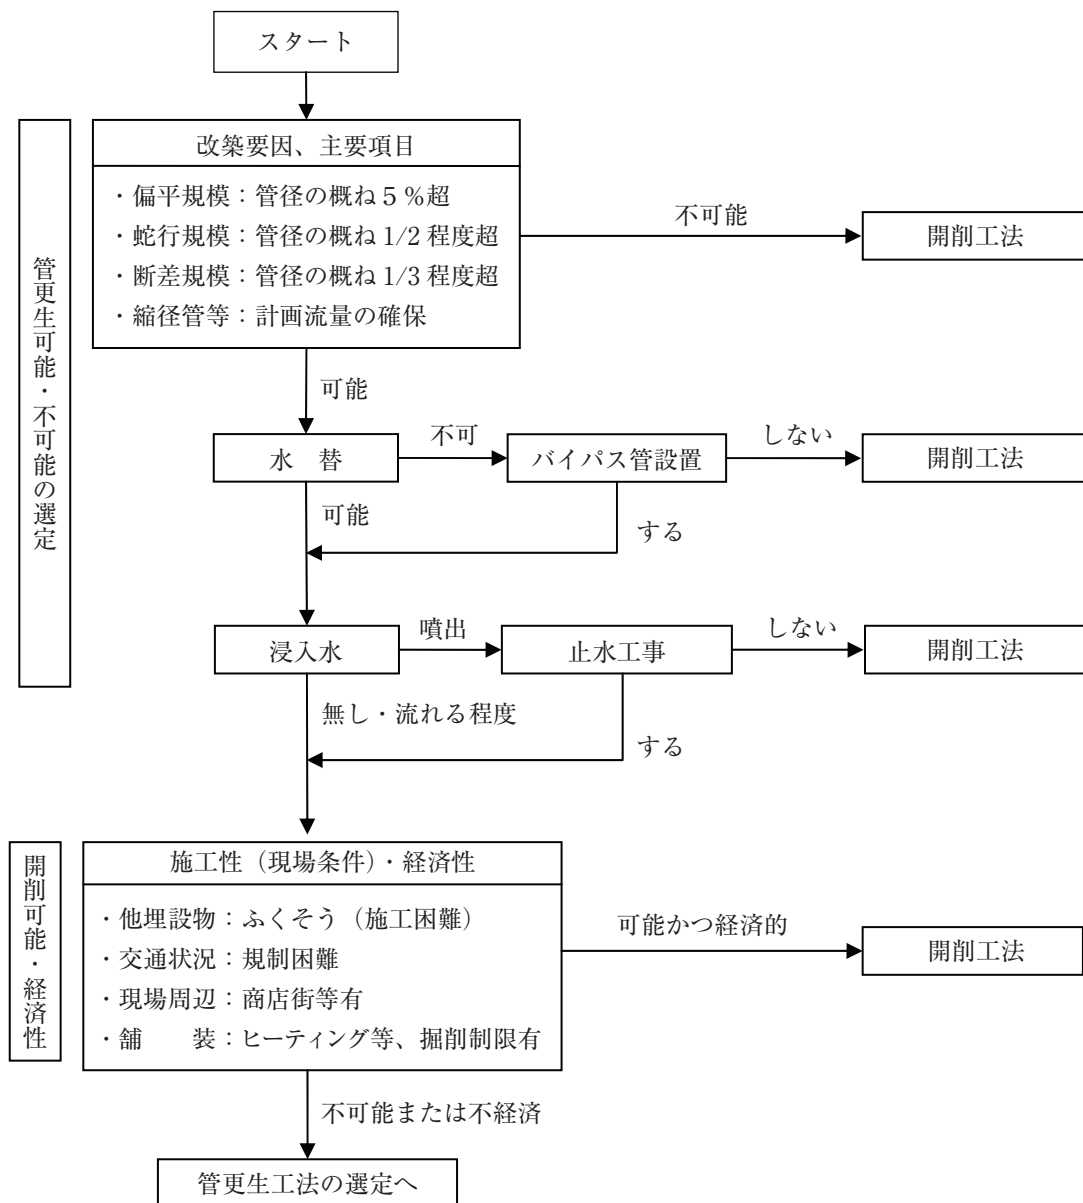 スタート
管更生可能・不可能の選定
改築要因、主要項目
・偏平規模：管径の概ね5％超
・蛇行規模：管径の概ね1/2程度超
・断差規模：管径の概ね1/3程度超
・縮径管等：計画流量の確保
不可能
開削工法
可能
水　替
不可
バイパス管設置
しない
開削工法
可能
する
浸入水
噴出
止水工事
しない
開削工法
無し・流れる程度
する
開削可能・経済性
施工性（現場条件）・経済性
・他埋設物：ふくそう（施工困難）
・交通状況：規制困難
・現場周辺：商店街等有
・舗　　装：ヒーティング等、掘削制限有
可能かつ経済的
開削工法
不可能または不経済
管更生工法の選定へ